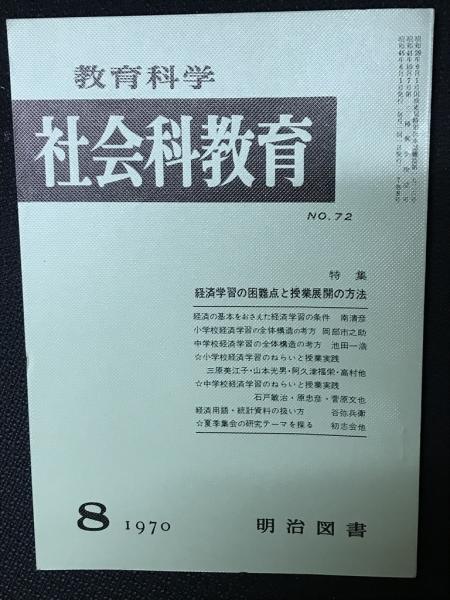 教育科学
社会科教育
NO.72
特集
経済学習の困難点と授業展開の方法
経済の基本をおさえた経済学習の条件 南清彦
小学校経済学習の全体構造の考方 岡部市之助
中学校経済学習の全体構造の考方 池田一浩
☆小学校経済学習のねらいと授業実践
三原美江子・山本光男・阿久津福栄・高村他
☆中学校経済学習のねらいと授業実践
石戸敏治・原忠彦・菅原文也
経済用語・統計資料の扱い方 谷弥兵衛
☆夏季集会の研究テーマを探る 初志会他
8 1970
明治図書